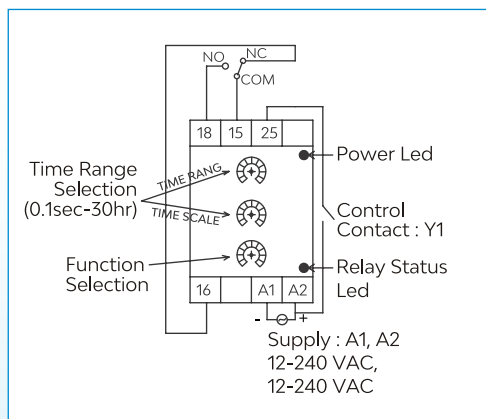 NO
NC
COM
18
15
25
Time Range
Selection
(0.1sec-30hr)
TIME RANG
TIME SCALE
Function
Selection
Power Led
Control
Contact : Y1
Relay Status
Led
16
A1
A2
- +
Supply : A1, A2
12-240 VAC,
12-240 VAC